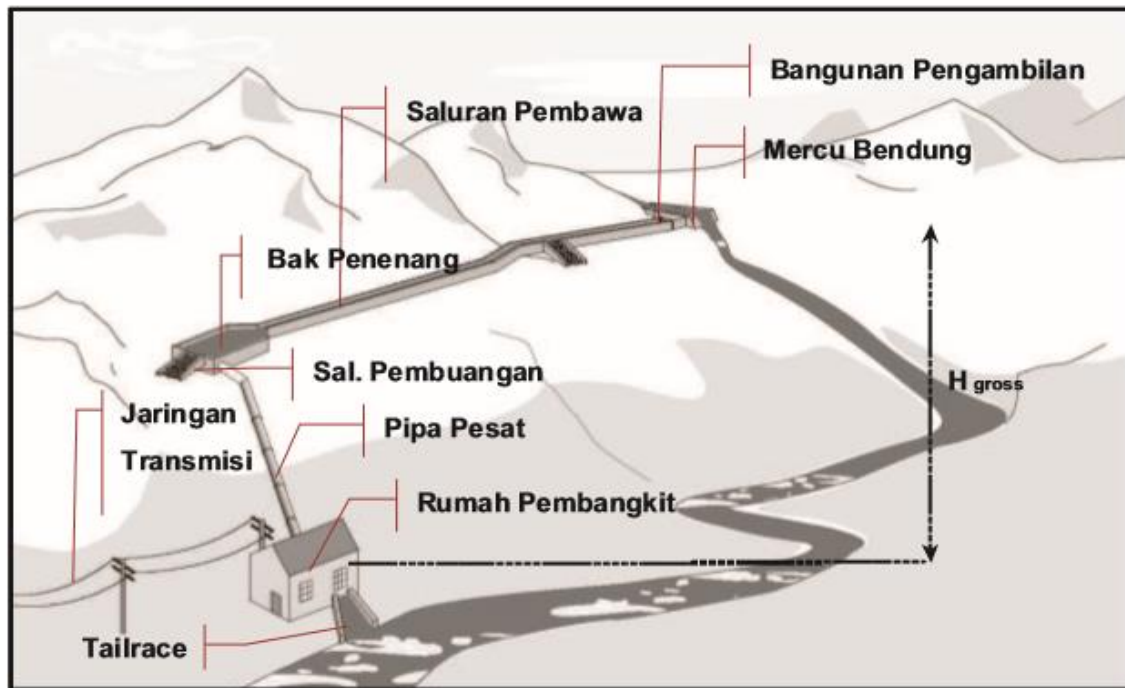 Bangunan Pengambilan
Saluran Pembawa
Mercu Bendung
Bak Penenang
Sal. Pembuangan
H gross
Jaringan
Transmisi
Pipa Pesat
Rumah Pembangkit
Tailrace